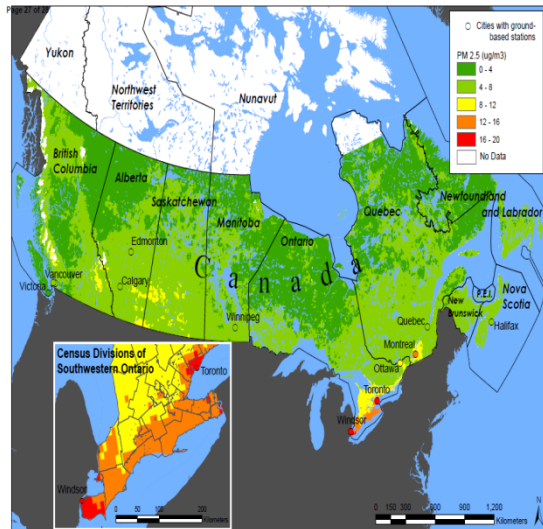 Page 27 of 28
Cities with ground-
based stations
PM 2.5 (ug/m3)
0 - 4
4 - 8
8 - 12
12 - 16
16 - 20
No Data
Yukon
Northwest
Territories
Nunavut
British
Columbia
Alberta
Saskatchewan
Manitoba
Ontario
Quebec
Newfoundland
and Labrador
Canada
Edmonton
Vancouver
Victoria
Calgary
Winnipeg
Quebec
Montreal
Ottawa
Toronto
Windsor
New
Brunswick
P.E.I.
Nova
Scotia
Halifax
Census Divisions of
Southwestern Ontario
Toronto
Windsor
0 50 100 200
Kilometers
0 150 300 600 900 1,200
Kilometers
N